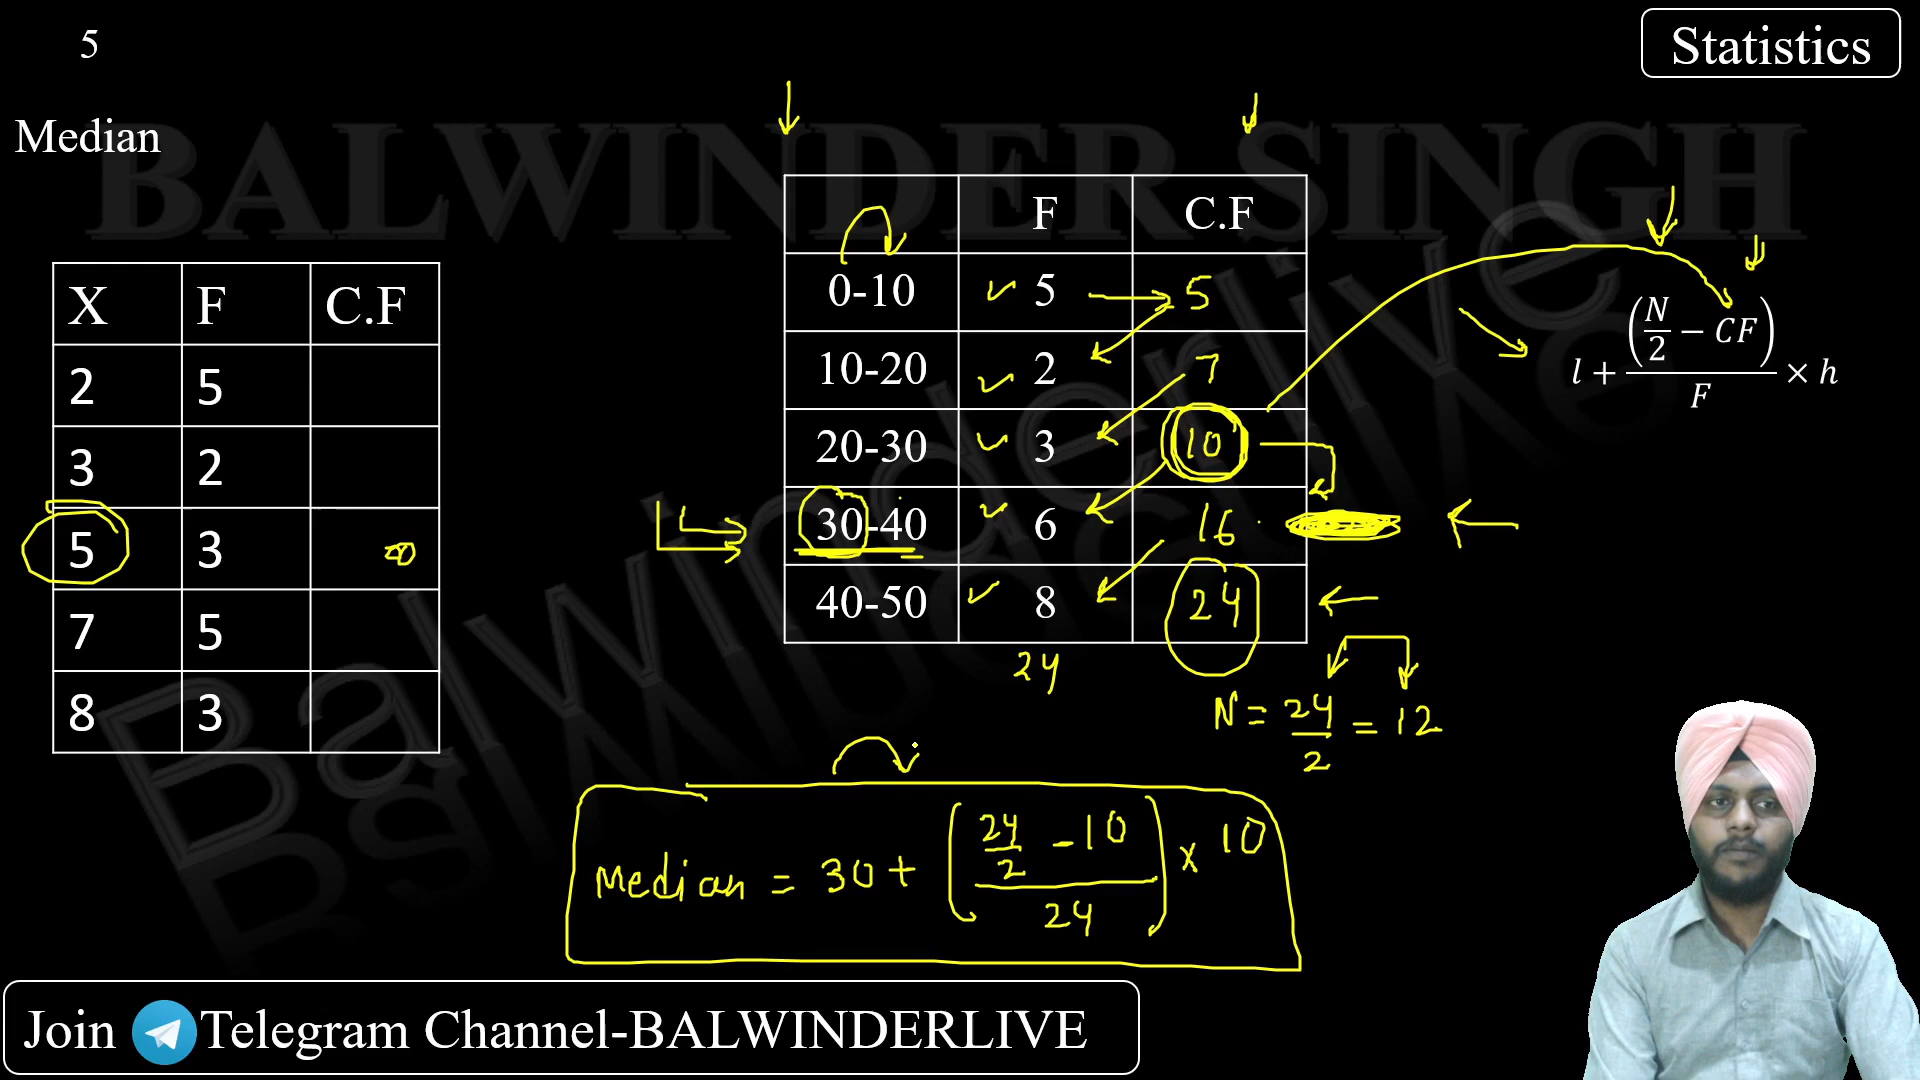 5
Statistics
Median
BALWINDER SINGH
Balwinderlive
X F C.F
2 5
3 2
5 3
7 5
8 3
F C.F
0-10 5 5
10-20 2 7
20-30 3 10
30-40 6 16
40-50 8 24
24
l + (N/2 − CF)/F × h
N = 24/2 = 12
Median = 30 + (24/2 - 10 / 24) × 10
Join Telegram Channel-BALWINDERLIVE